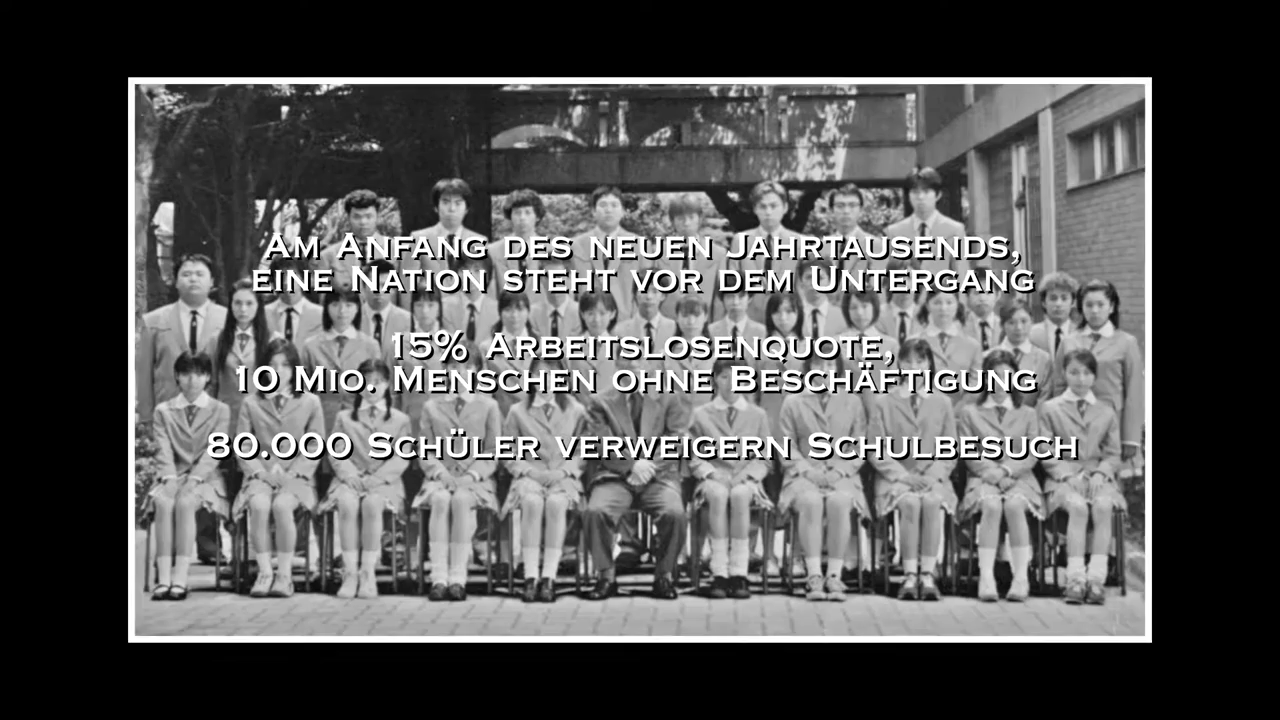 Am Anfang des neuen Jahrtausends,
eine Nation steht vor dem Untergang
15% Arbeitslosenquote,
10 Mio. Menschen ohne Beschäftigung
80.000 Schüler verweigern Schulbesuch